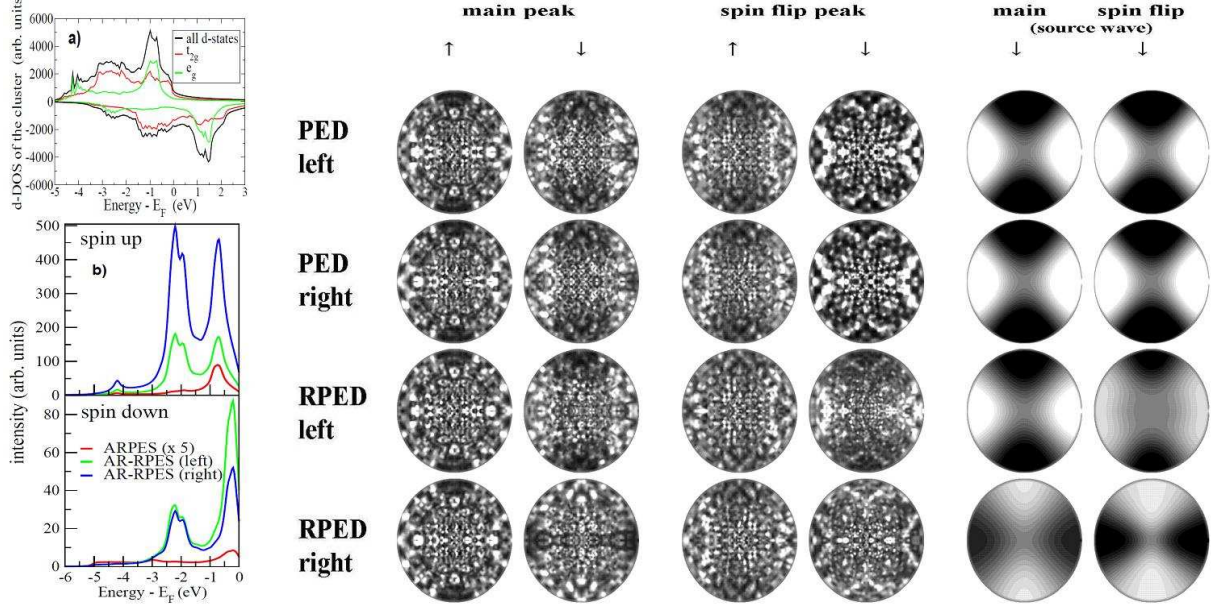 d-DOS of the cluster (arb. units)
6000
4000
2000
0
-2000
-4000
-6000
a)
all d-states
t2g
eg
-5 -4 -3 -2 -1 0 1 2 3
Energy - EF (eV)
intensity (arb. units)
500
400
300
200
100
0
spin up
b)
80
60
40
20
0
spin down
ARPES (x 5)
AR-RPES (left)
AR-RPES (right)
-6 -5 -4 -3 -2 -1 0
Energy - EF (eV)
main peak spin flip peak main spin flip
(source wave)
↑ ↓ ↑ ↓ ↓ ↓
PED
left
PED
right
RPED
left
RPED
right